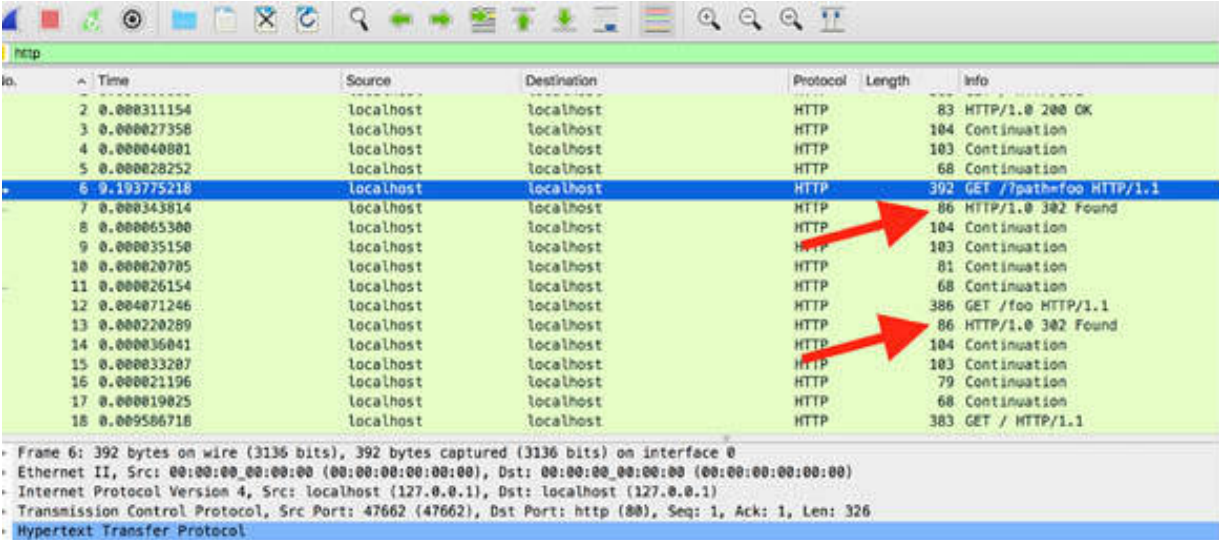 http
No. Time Source Destination Protocol Length Info
2 0.000311154 localhost localhost HTTP 83 HTTP/1.0 200 OK
3 0.000027358 localhost localhost HTTP 104 Continuation
4 0.000040801 localhost localhost HTTP 103 Continuation
5 0.000028252 localhost localhost HTTP 68 Continuation
6 9.193775218 localhost localhost HTTP 392 GET /?path=foo HTTP/1.1
7 0.000343814 localhost localhost HTTP 86 HTTP/1.0 302 Found
8 0.000065300 localhost localhost HTTP 104 Continuation
9 0.000035150 localhost localhost HTTP 103 Continuation
10 0.000020705 localhost localhost HTTP 81 Continuation
11 0.000026154 localhost localhost HTTP 68 Continuation
12 0.004071246 localhost localhost HTTP 386 GET /foo HTTP/1.1
13 0.000220289 localhost localhost HTTP 86 HTTP/1.0 302 Found
14 0.000036041 localhost localhost HTTP 104 Continuation
15 0.000033207 localhost localhost HTTP 103 Continuation
16 0.000021196 localhost localhost HTTP 79 Continuation
17 0.000019025 localhost localhost HTTP 68 Continuation
18 0.009586718 localhost localhost HTTP 383 GET / HTTP/1.1
Frame 6: 392 bytes on wire (3136 bits), 392 bytes captured (3136 bits) on interface 0
Ethernet II, Src: 00:00:00_00:00:00 (00:00:00:00:00:00), Dst: 00:00:00_00:00:00 (00:00:00:00:00:00)
Internet Protocol Version 4, Src: localhost (127.0.0.1), Dst: localhost (127.0.0.1)
Transmission Control Protocol, Src Port: 47662 (47662), Dst Port: http (80), Seq: 1, Ack: 1, Len: 326
Hypertext Transfer Protocol